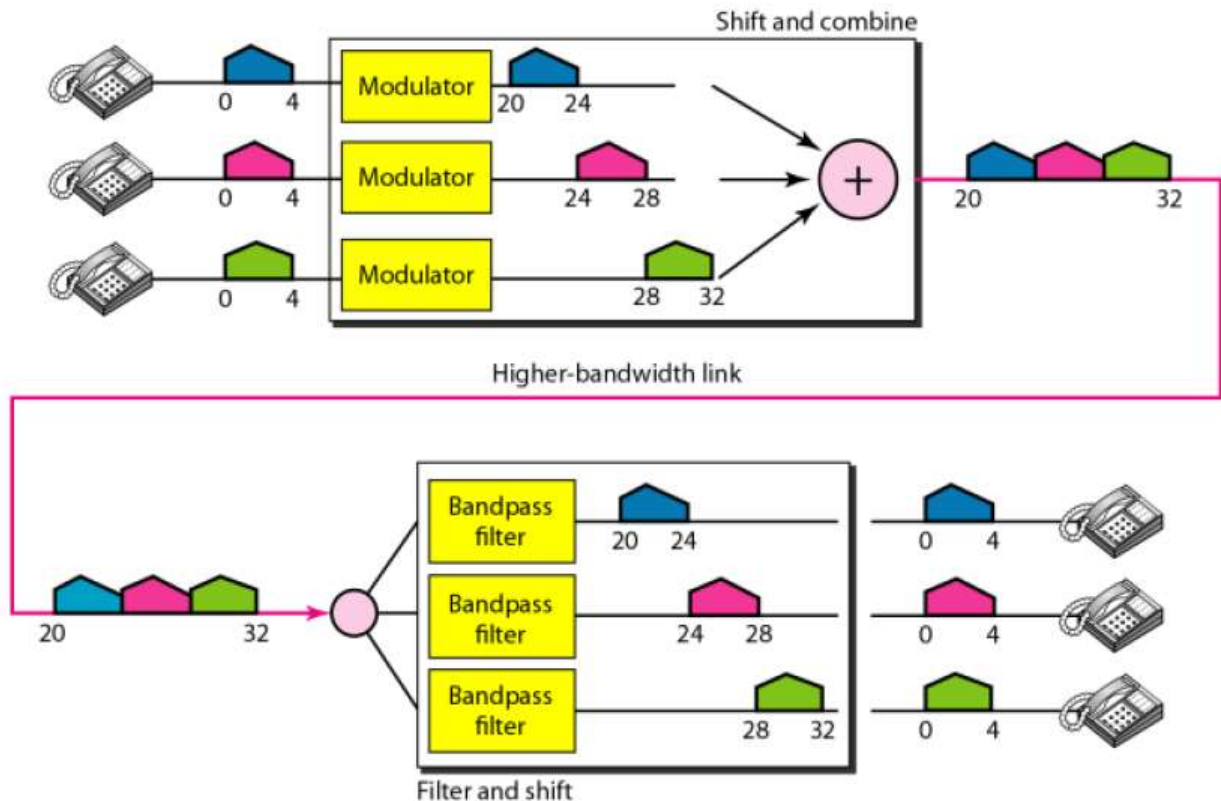 Shift and combine
Modulator
0 4
20 24
Modulator
0 4
24 28
+
20 32
Modulator
0 4
28 32
Higher-bandwidth link
Bandpass
filter
20 24
0 4
20 32
Bandpass
filter
24 28
0 4
Bandpass
filter
28 32
0 4
Filter and shift